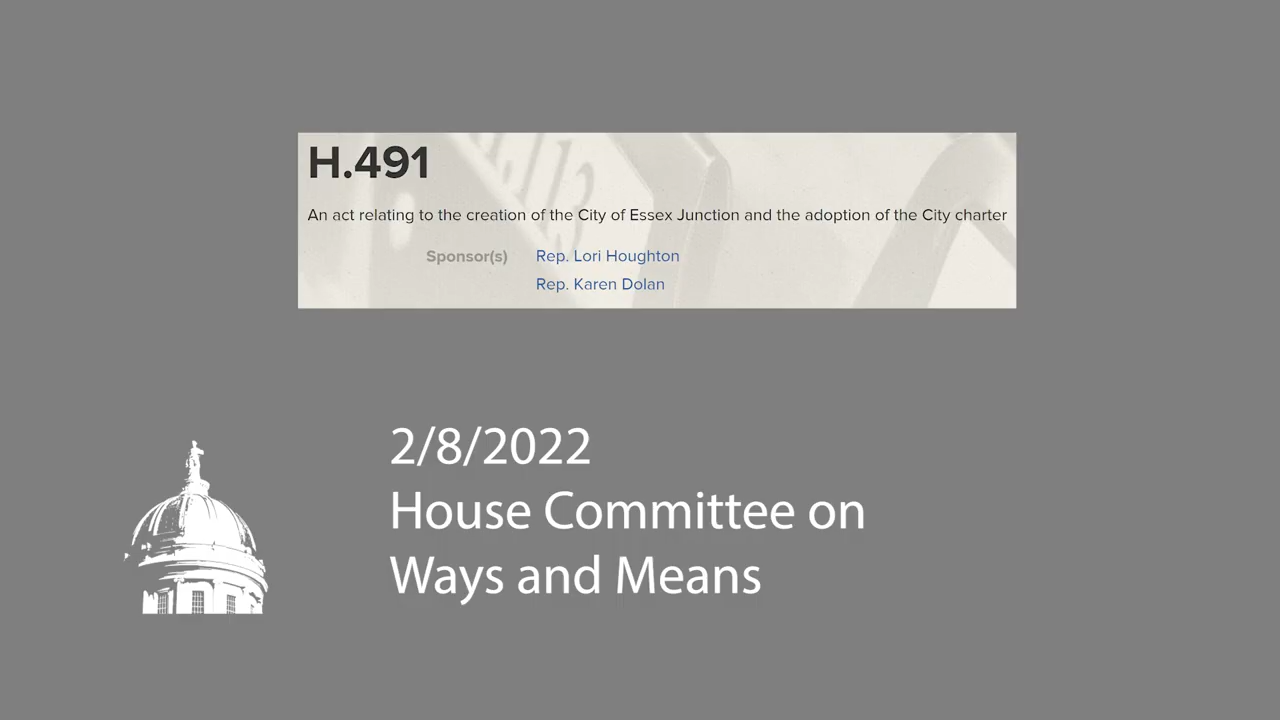 H.491
An act relating to the creation of the City of Essex Junction and the adoption of the City charter
Sponsor(s) Rep. Lori Houghton
Rep. Karen Dolan
2/8/2022
House Committee on
Ways and Means